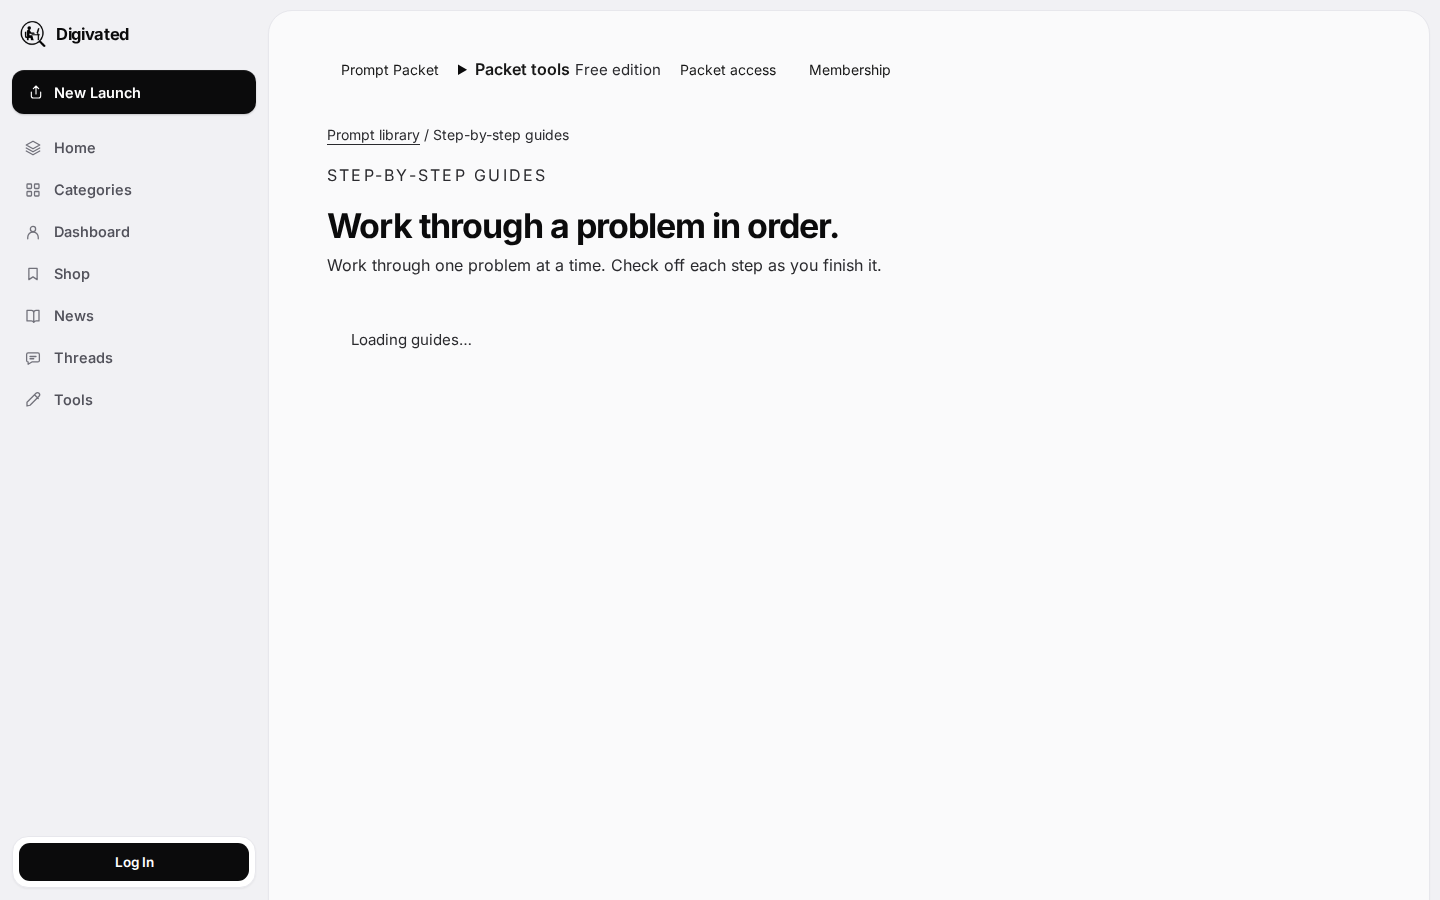 Digivated
New Launch
Home
Categories
Dashboard
Shop
News
Threads
Tools
Log In
Prompt Packet Packet tools Free edition Packet access Membership
Prompt library / Step-by-step guides
STEP-BY-STEP GUIDES
Work through a problem in order.
Work through one problem at a time. Check off each step as you finish it.
Loading guides...